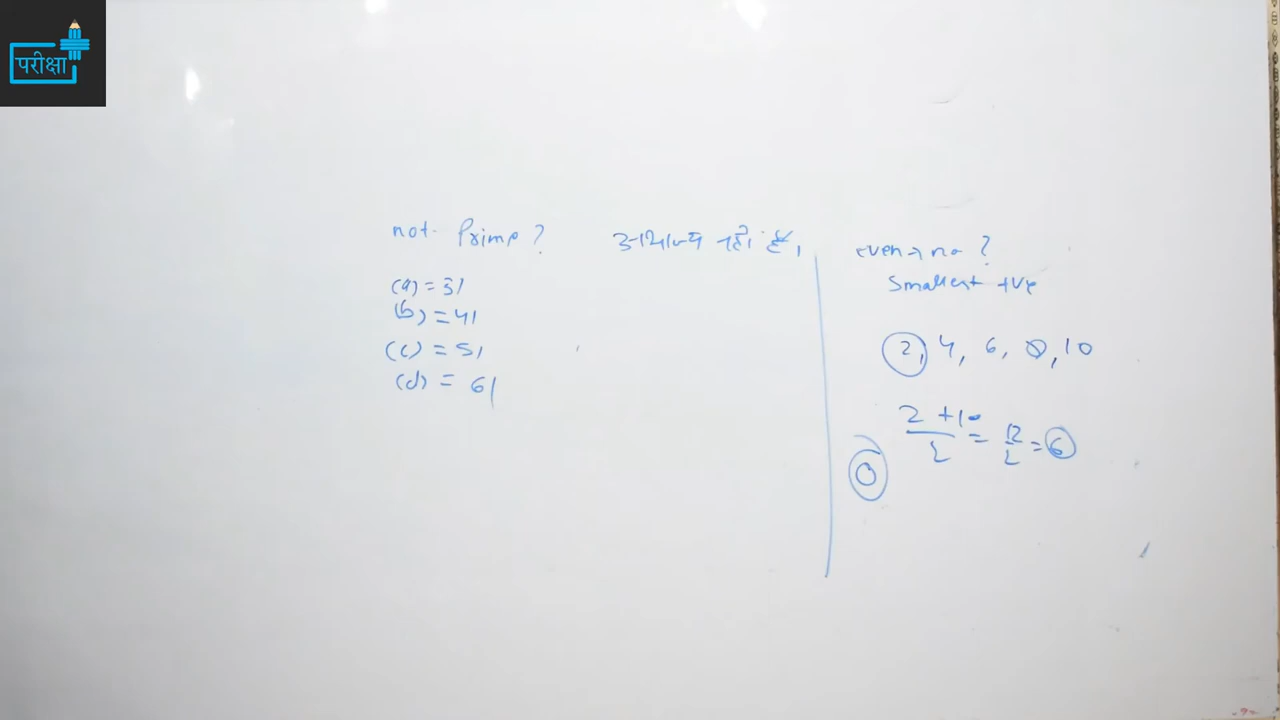 परीक्षा
not Prime ? अभाज्य नहीं है,
(a) = 31
(b) = 41
(c) = 51
(d) = 61
even no ?
smallest +ve
2, 4, 6, 8, 10
2 + 10 / 2 = 12 / 2 = 6
0